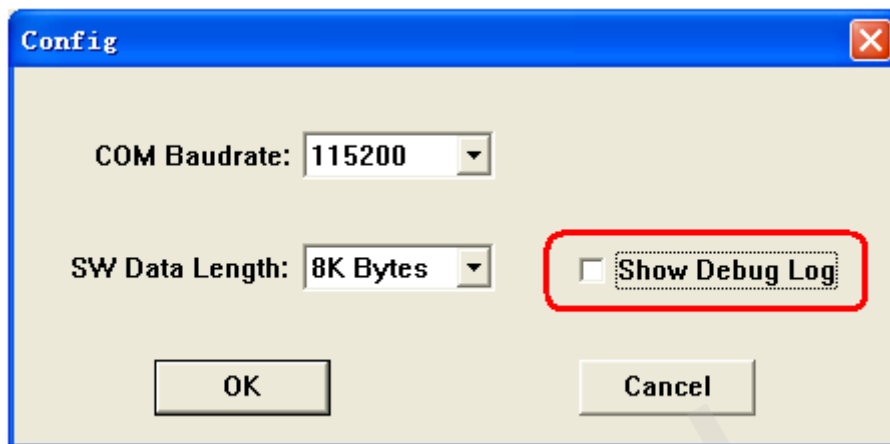 Config
COM Baudrate: 115200
SW Data Length: 8K Bytes Show Debug Log
OK Cancel